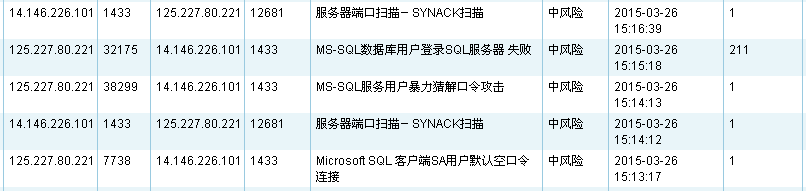 14.146.226.101 1433 125.227.80.221 12681 服务器端口扫描– SYNACK扫描 中风险 2015-03-26 1
15:16:39
125.227.80.221 32175 14.146.226.101 1433 MS-SQL数据库用户登录SQL服务器 失败 中风险 2015-03-26 211
15:15:18
125.227.80.221 38299 14.146.226.101 1433 MS-SQL服务用户暴力猜解口令攻击 中风险 2015-03-26 1
15:14:13
14.146.226.101 1433 125.227.80.221 12681 服务器端口扫描– SYNACK扫描 中风险 2015-03-26 1
15:14:12
125.227.80.221 7738 14.146.226.101 1433 Microsoft SQL 客户端SA用户默认空口令 中风险 2015-03-26 1
连接 15:13:17